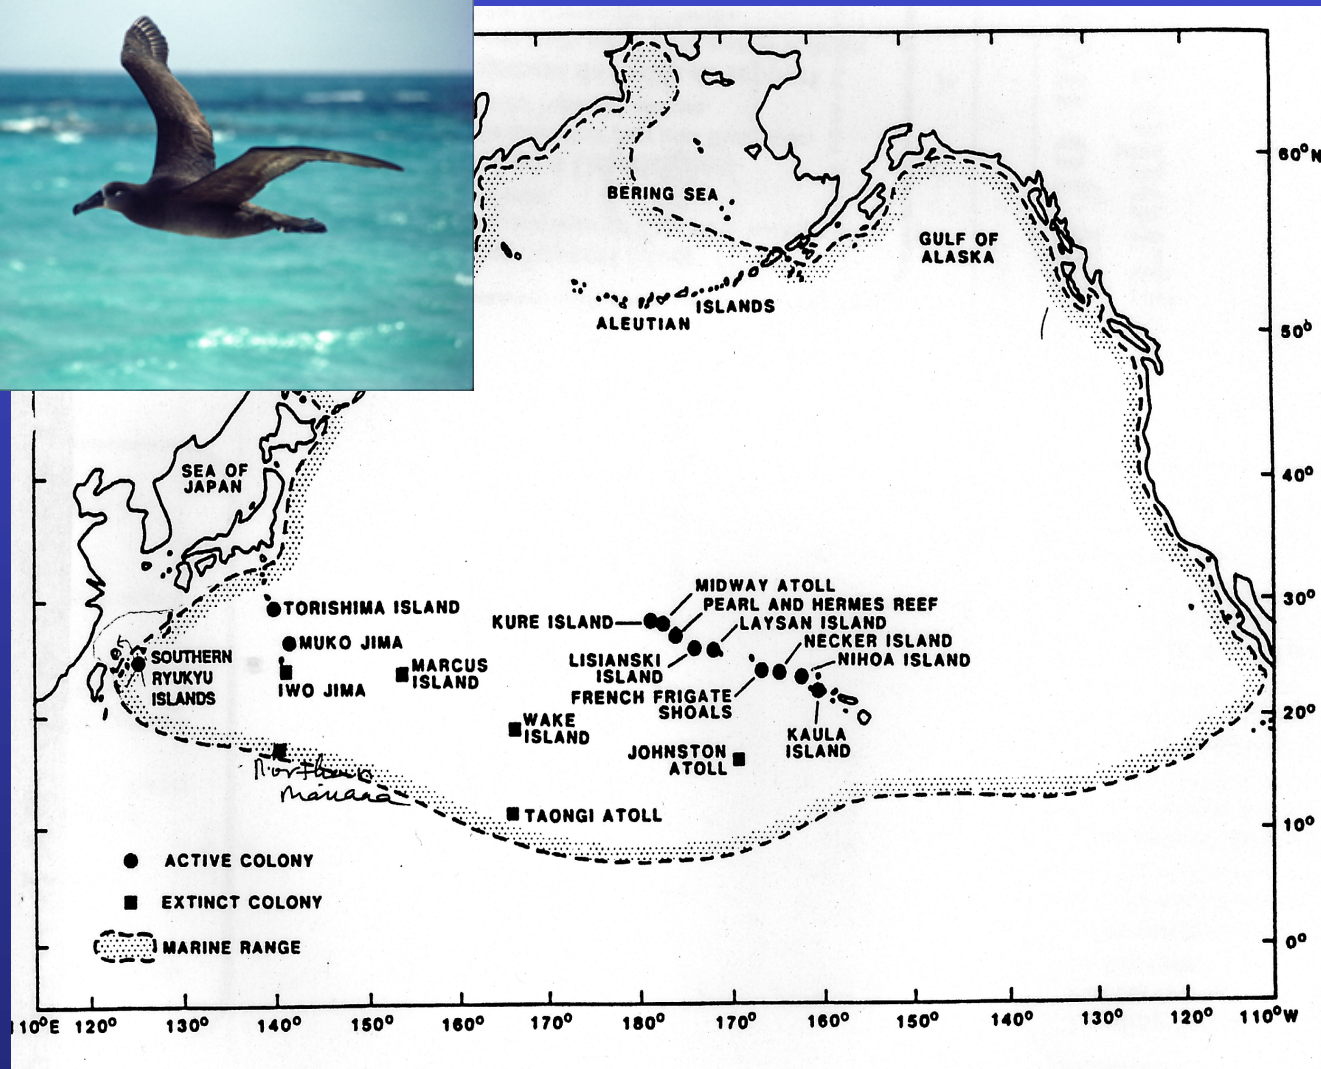 60°N
BERING SEA
GULF OF
ALASKA
ISLANDS
ALEUTIAN
50°
SEA OF
JAPAN
40°
MIDWAY ATOLL
PEARL AND HERMES REEF
30°
TORISHIMA ISLAND
KURE ISLAND
LAYSAN ISLAND
MUKO JIMA
NECKER ISLAND
SOUTHERN
RYUKYU
ISLANDS
MARCUS
ISLAND
LISIANSKI
ISLAND
NIHOA ISLAND
IWO JIMA
FRENCH FRIGATE
SHOALS
20°
WAKE
ISLAND
KAULA
ISLAND
JOHNSTON
ATOLL
Northern
Mariana
TAONGI ATOLL
10°
ACTIVE COLONY
EXTINCT COLONY
MARINE RANGE
0°
10°E 120° 130° 140° 150° 160° 170° 180° 170° 160° 150° 140° 130° 120° 110°W